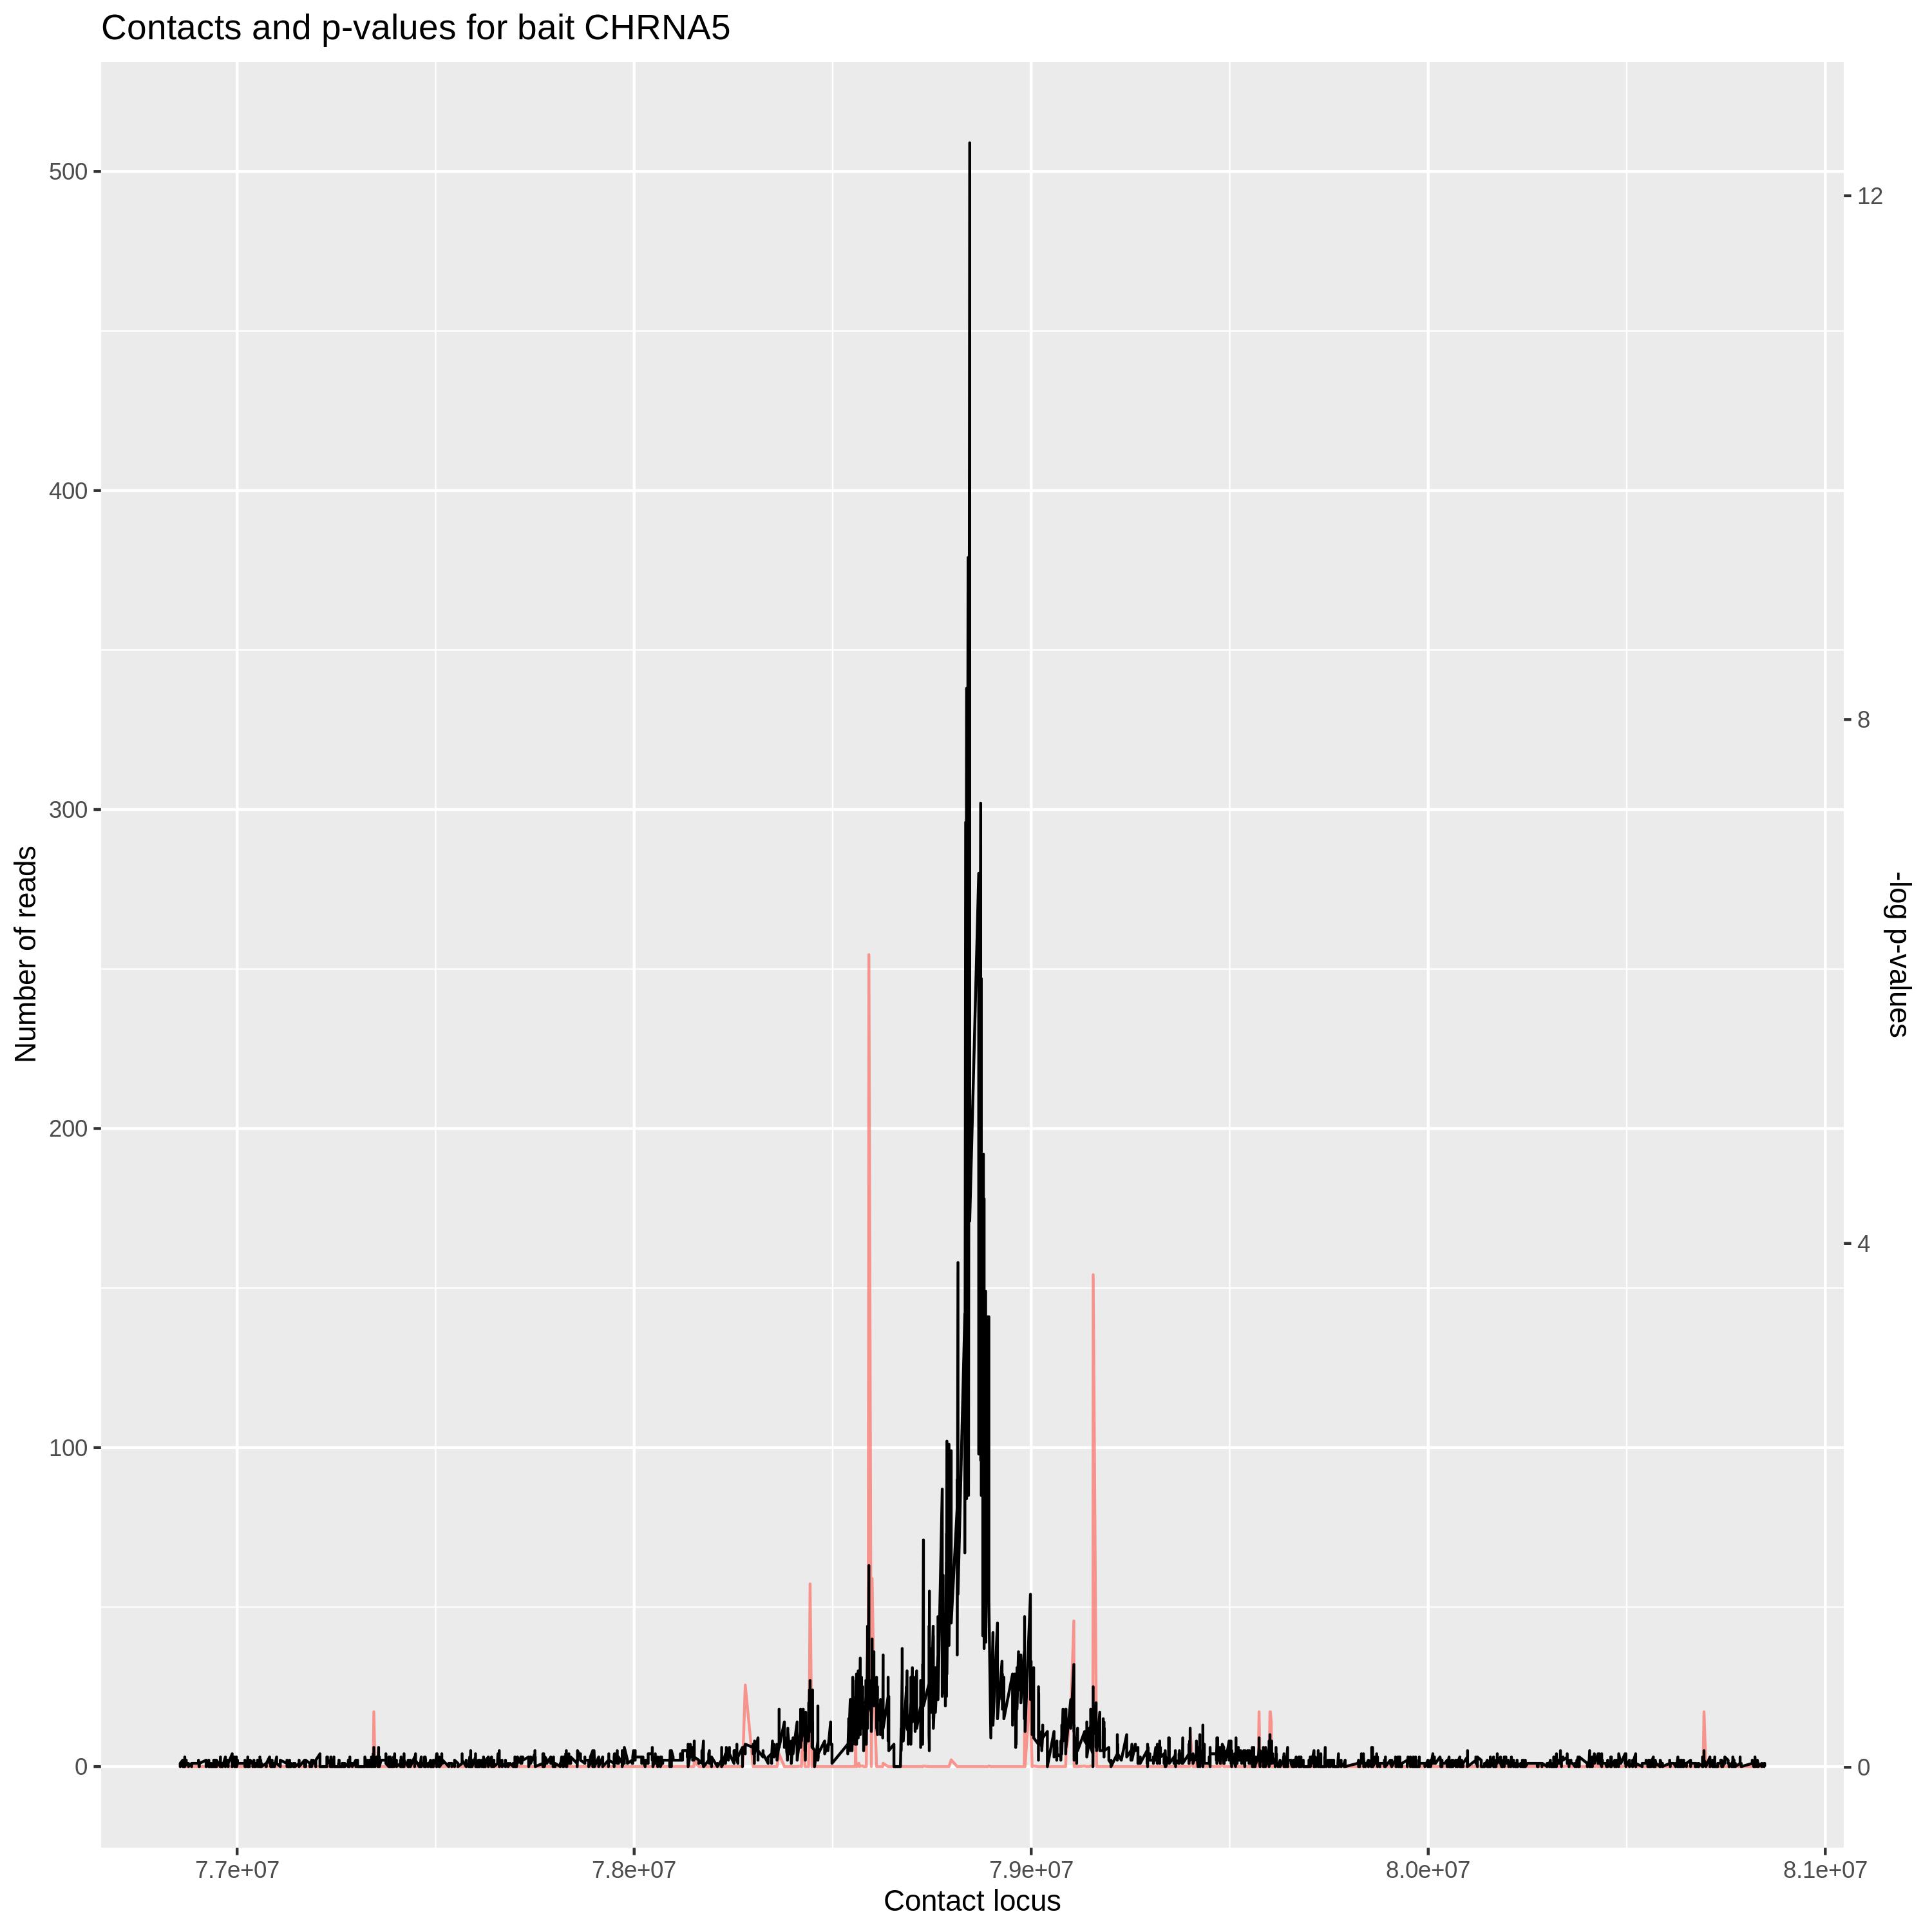 Contacts and p-values for bait CHRNA5
500
400
300
200
100
0
Number of reads
12
8
4
0
-log p-values
7.7e+07 7.8e+07 7.9e+07 8.0e+07 8.1e+07
Contact locus